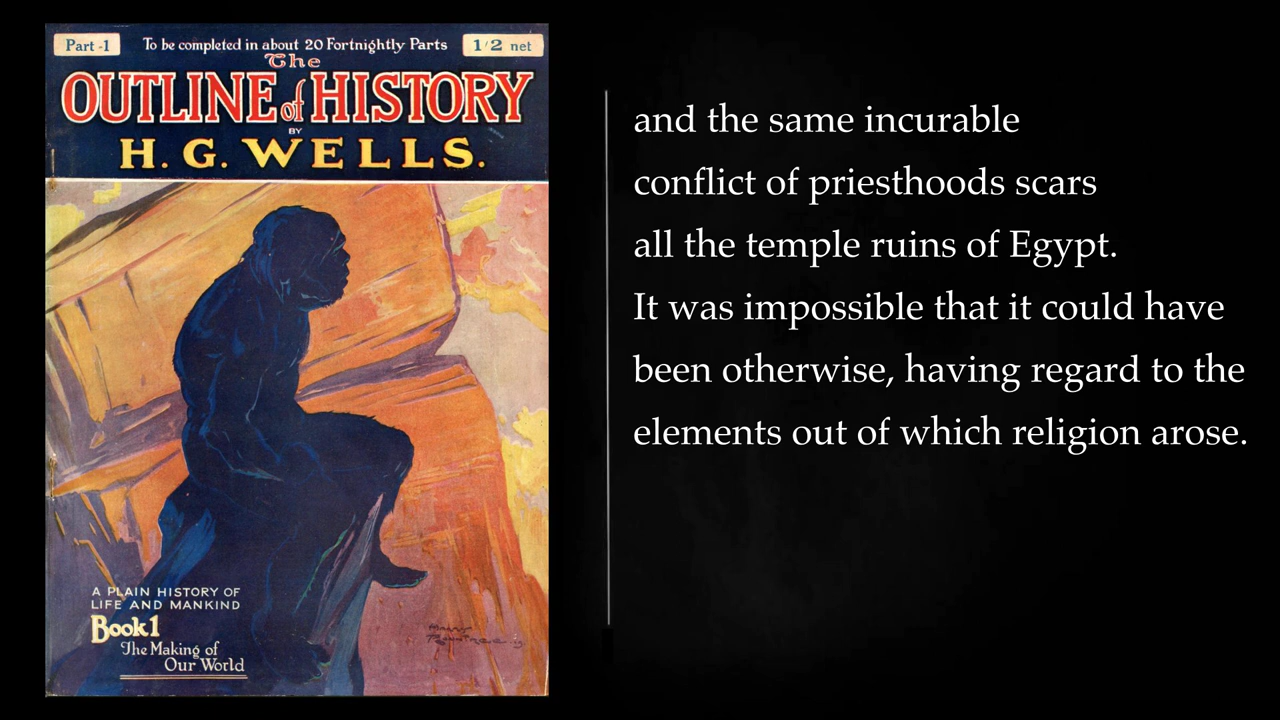 Part -1
To be completed in about 20 Fortnightly Parts
1/2 net
The
OUTLINE of HISTORY
BY
H. G. WELLS.
A PLAIN HISTORY OF
LIFE AND MANKIND
Book 1
The Making of
Our World
and the same incurable
conflict of priesthoods scars
all the temple ruins of Egypt.
It was impossible that it could have
been otherwise, having regard to the
elements out of which religion arose.